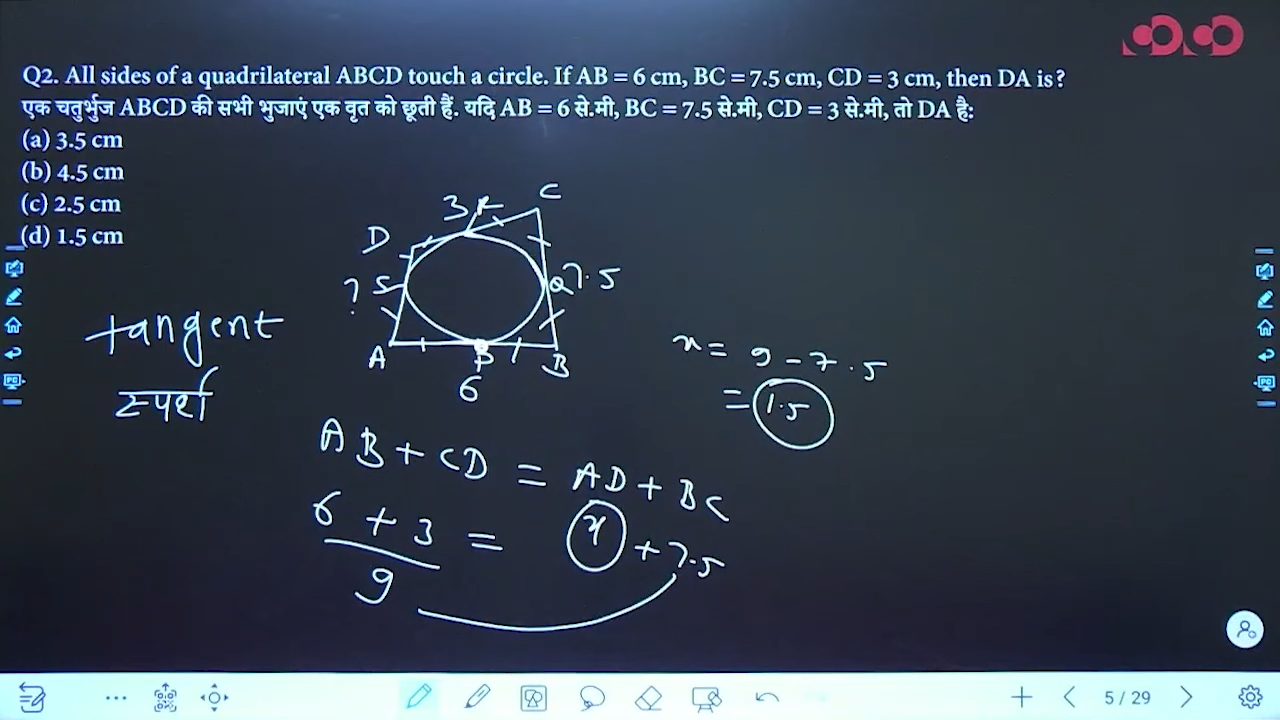 Q2. All sides of a quadrilateral ABCD touch a circle. If AB = 6 cm, BC = 7.5 cm, CD = 3 cm, then DA is?
एक चतुर्भुज ABCD की सभी भुजाएं एक वृत को छूती हैं. यदि AB = 6 से.मी, BC = 7.5 से.मी, CD = 3 से.मी, तो DA है:
(a) 3.5 cm
(b) 4.5 cm
(c) 2.5 cm
(d) 1.5 cm
3 R C
D
? S Q 7.5
A P B
6
tangent
स्पर्श
x = 9 - 7.5
= 1.5
AB + CD = AD + BC
6 + 3 = x + 7.5
9
5 / 29